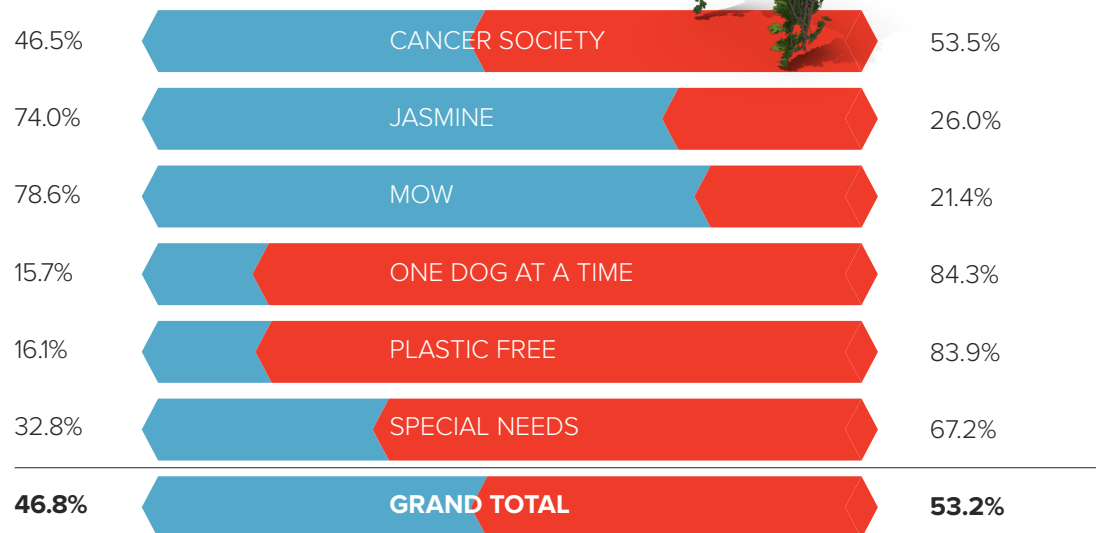 46.5% CANCER SOCIETY 53.5%
74.0% JASMINE 26.0%
78.6% MOW 21.4%
15.7% ONE DOG AT A TIME 84.3%
16.1% PLASTIC FREE 83.9%
32.8% SPECIAL NEEDS 67.2%
46.8% GRAND TOTAL 53.2%